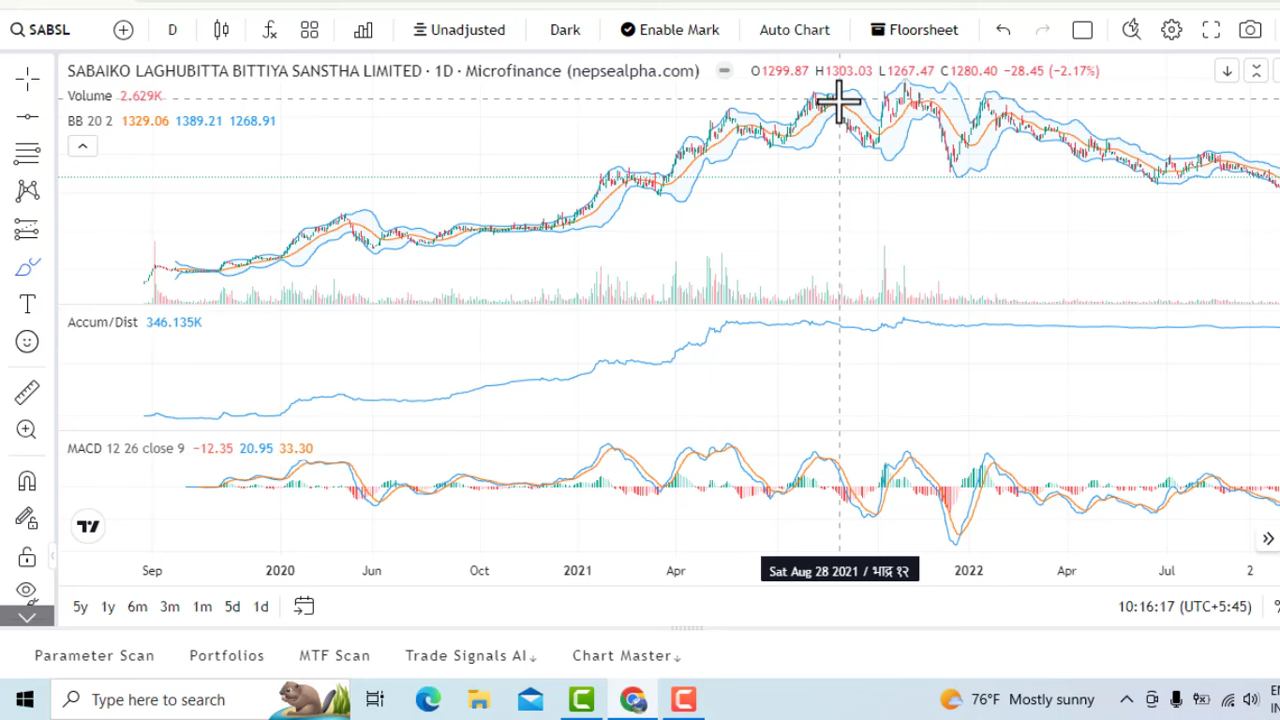 SABSL D Unadjusted Dark Enable Mark Auto Chart Floorsheet
SABAIKO LAGHUBITTA BITTIYA SANSTHA LIMITED · 1D · Microfinance (nepsealpha.com) O1299.87 H1303.03 L1267.47 C1280.40 −28.45 (−2.17%)
Volume 2.629K
BB 20 2 1329.06 1389.21 1268.91
Accum/Dist 346.135K
MACD 12 26 close 9 −12.35 20.95 33.30
Sep 2020 Jun Oct 2021 Apr Sat Aug 28 2021 / भाद्र १२ 2022 Apr Jul 2
5y 1y 6m 3m 1m 5d 1d 10:16:17 (UTC+5:45) %
Parameter Scan Portfolios MTF Scan Trade Signals AI↓ Chart Master↓
Type here to search 76°F Mostly sunny